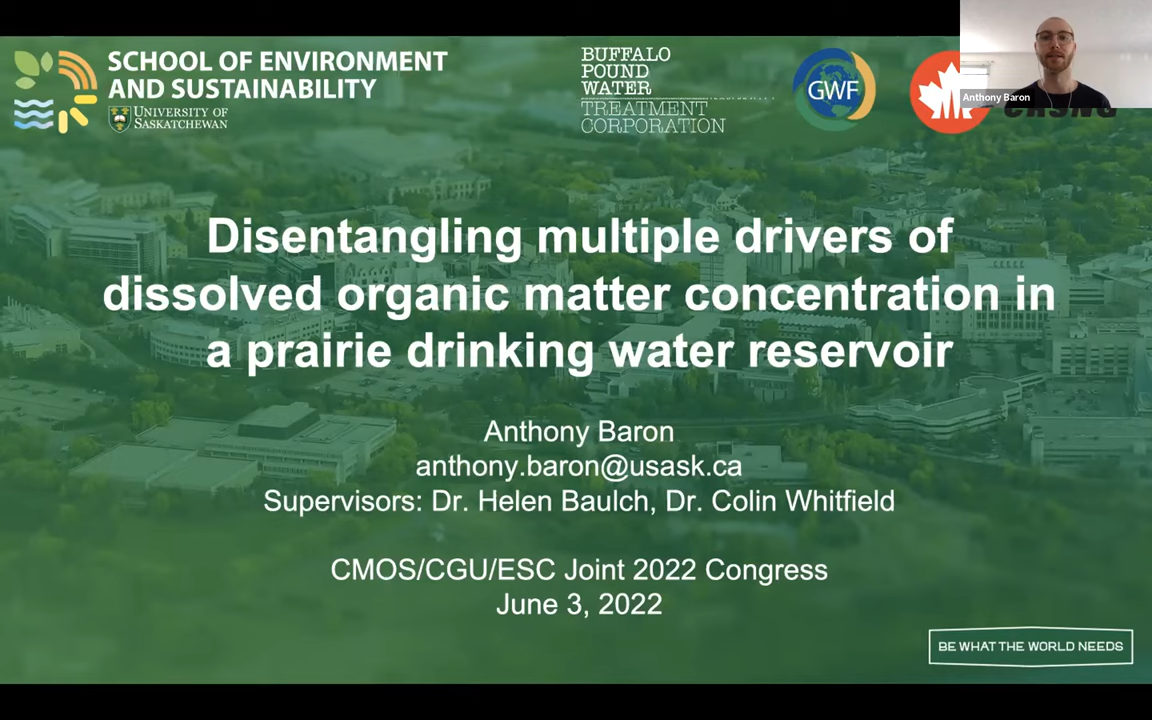 SCHOOL OF ENVIRONMENT
AND SUSTAINABILITY
UNIVERSITY OF
SASKATCHEWAN
BUFFALO
POUND
WATER
TREATMENT
CORPORATION
GWF
Anthony Baron
Disentangling multiple drivers of
dissolved organic matter concentration in
a prairie drinking water reservoir
Anthony Baron
anthony.baron@usask.ca
Supervisors: Dr. Helen Baulch, Dr. Colin Whitfield
CMOS/CGU/ESC Joint 2022 Congress
June 3, 2022
BE WHAT THE WORLD NEEDS